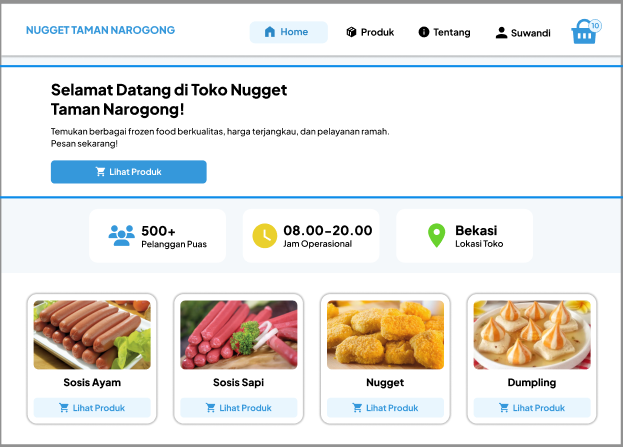 NUGGET TAMAN NAROGONG
Home
Produk
Tentang
Suwandi
10
Selamat Datang di Toko Nugget
Taman Narogong!
Temukan berbagai frozen food berkualitas, harga terjangkau, dan pelayanan ramah.
Pesan sekarang!
Lihat Produk
500+
Pelanggan Puas
08.00-20.00
Jam Operasional
Bekasi
Lokasi Toko
Sosis Ayam
Lihat Produk
Sosis Sapi
Lihat Produk
Nugget
Lihat Produk
Dumpling
Lihat Produk